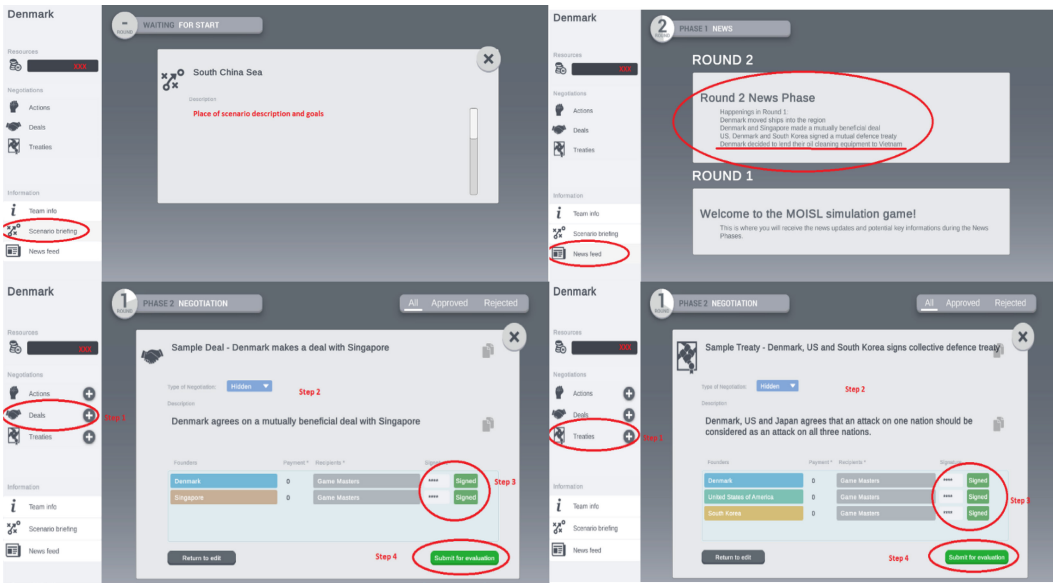 Denmark
- ROUND
WAITING FOR START
Resources
XXX
Negotiations
Actions
Deals
Treaties
Information
Team info
Scenario briefing
News feed
South China Sea
Description
Place of scenario description and goals
Denmark
2 ROUND
PHASE 1 NEWS
Resources
XXX
Negotiations
Actions
Deals
Treaties
Information
Team info
Scenario briefing
News feed
ROUND 2
Round 2 News Phase
Happenings in Round 1:
Denmark moved ships into the region
Denmark and Singapore made a mutually beneficial deal
US. Denmark and South Korea signed a mutual defence treaty
Denmark decided to lend their oil cleaning equipment to Vietnam
ROUND 1
Welcome to the MOISL simulation game!
This is where you will receive the news updates and potential key informations during the News
Phases.
Denmark
1 ROUND
PHASE 2 NEGOTIATION
All Approved Rejected
Resources
XXX
Negotiations
Actions
Deals
Step 1
Treaties
Information
Team info
Scenario briefing
News feed
Sample Deal - Denmark makes a deal with Singapore
Type of Negotiation: Hidden
Step 2
Description
Denmark agrees on a mutually beneficial deal with Singapore
Founders Payment * Recipients * Signature
Denmark 0 Game Masters **** Signed
Step 3
Singapore 0 Game Masters **** Signed
Return to edit
Step 4
Submit for evaluation
Denmark
1 ROUND
PHASE 2 NEGOTIATION
All Approved Rejected
Resources
XXX
Negotiations
Actions
Deals
Treaties
Step 1
Information
Team info
Scenario briefing
News feed
Sample Treaty - Denmark, US and South Korea signs collective defence treaty
Type of Negotiation: Hidden
Step 2
Description
Denmark, US and Japan agrees that an attack on one nation should be
considered as an attack on all three nations.
Founders Payment * Recipients * Signature
Denmark 0 Game Masters **** Signed
United States of America 0 Game Masters **** Signed
Step 3
South Korea 0 Game Masters **** Signed
Return to edit
Step 4
Submit for evaluation